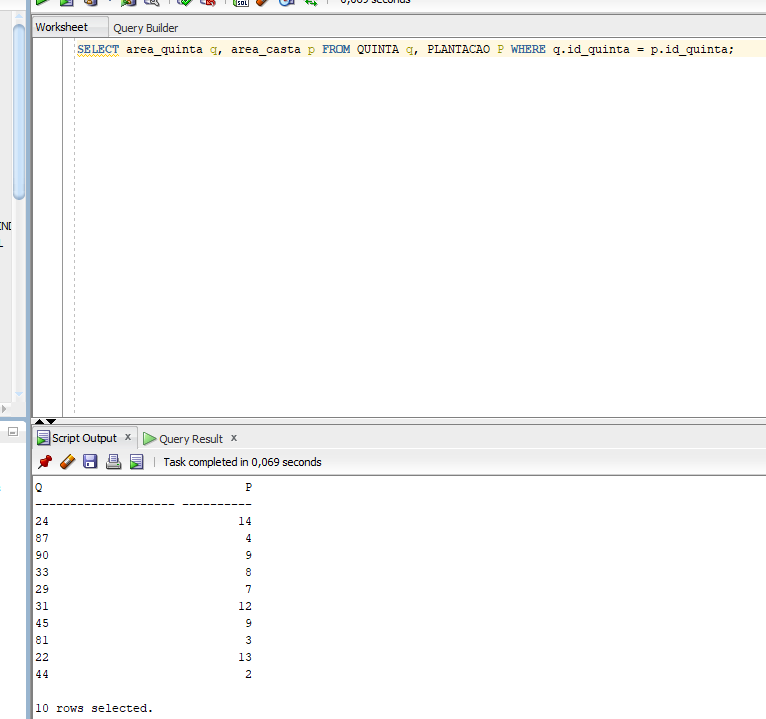 0,069 seconds
Worksheet Query Builder
SELECT area_quinta q, area_casta p FROM QUINTA q, PLANTACAO P WHERE q.id_quinta = p.id_quinta;
Script Output x Query Result x
Task completed in 0,069 seconds
Q P
-------------------- ----------
24 14
87 4
90 9
33 8
29 7
31 12
45 9
81 3
22 13
44 2
10 rows selected.